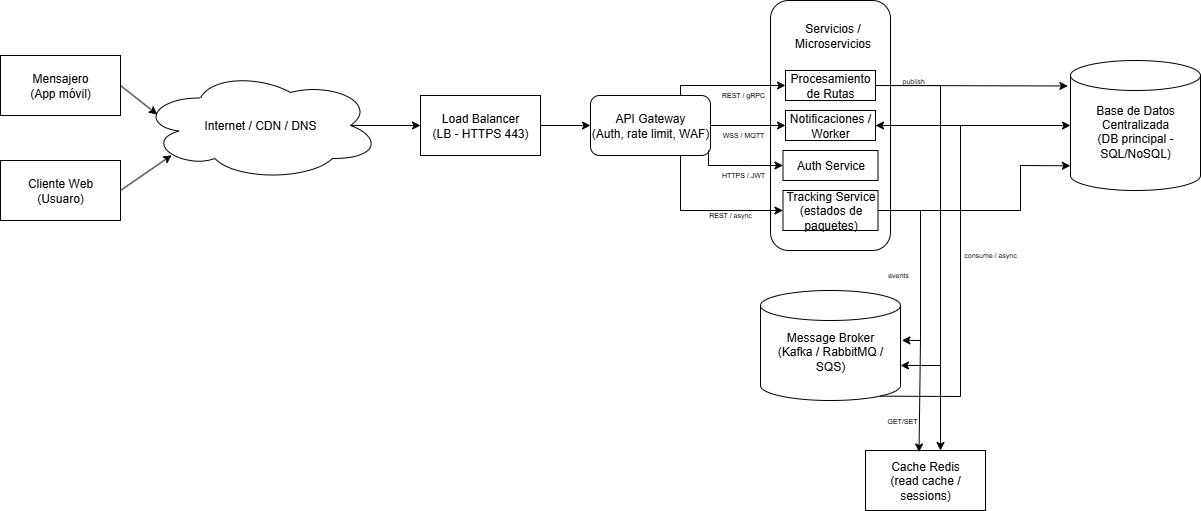 Mensajero
(App móvil)
Cliente Web
(Usuaro)
Internet / CDN / DNS
Load Balancer
(LB - HTTPS 443)
API Gateway
(Auth, rate limit, WAF)
REST / gRPC
WSS / MQTT
HTTPS / JWT
REST / async
Servicios /
Microservicios
Procesamiento
de Rutas
Notificaciones /
Worker
Auth Service
Tracking Service
(estados de
paquetes)
publish
Base de Datos
Centralizada
(DB principal -
SQL/NoSQL)
consume / async
events
Message Broker
(Kafka / RabbitMQ /
SQS)
GET/SET
Cache Redis
(read cache /
sessions)